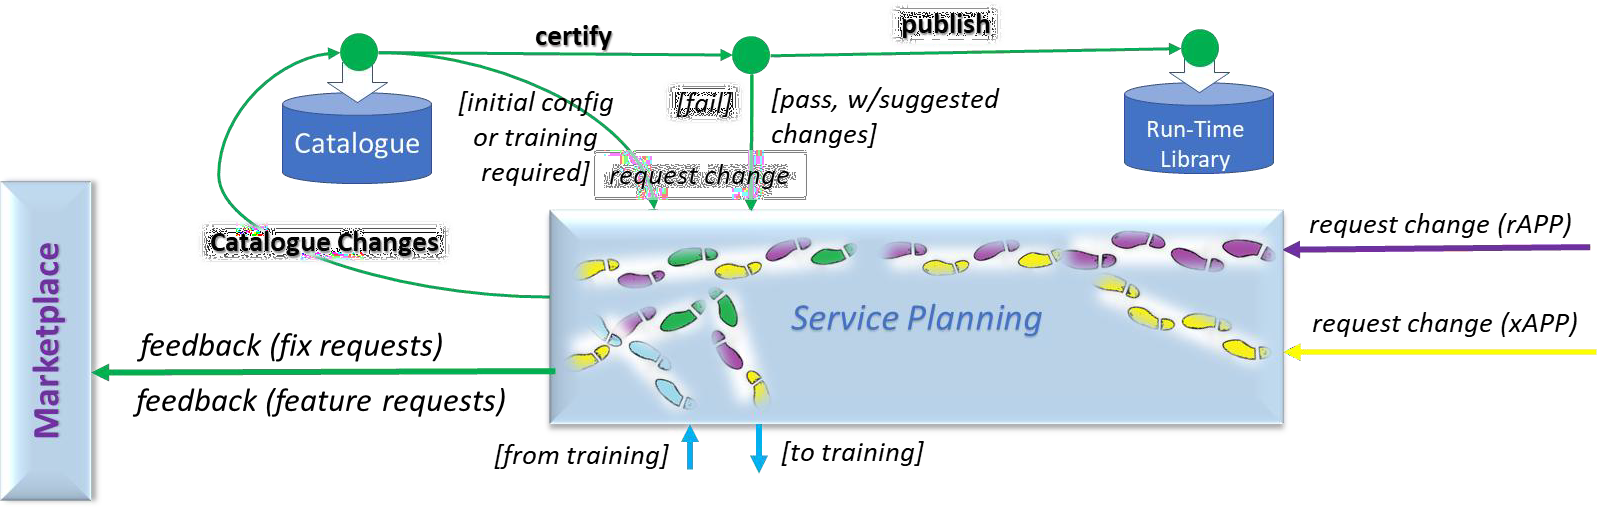 certify
publish
[initial config
or training
required]
[fail]
[pass, w/suggested
changes]
Catalogue
Run-Time
Library
request change
Catalogue Changes
Marketplace
request change (rAPP)
Service Planning
request change (xAPP)
feedback (fix requests)
feedback (feature requests)
[from training]
[to training]